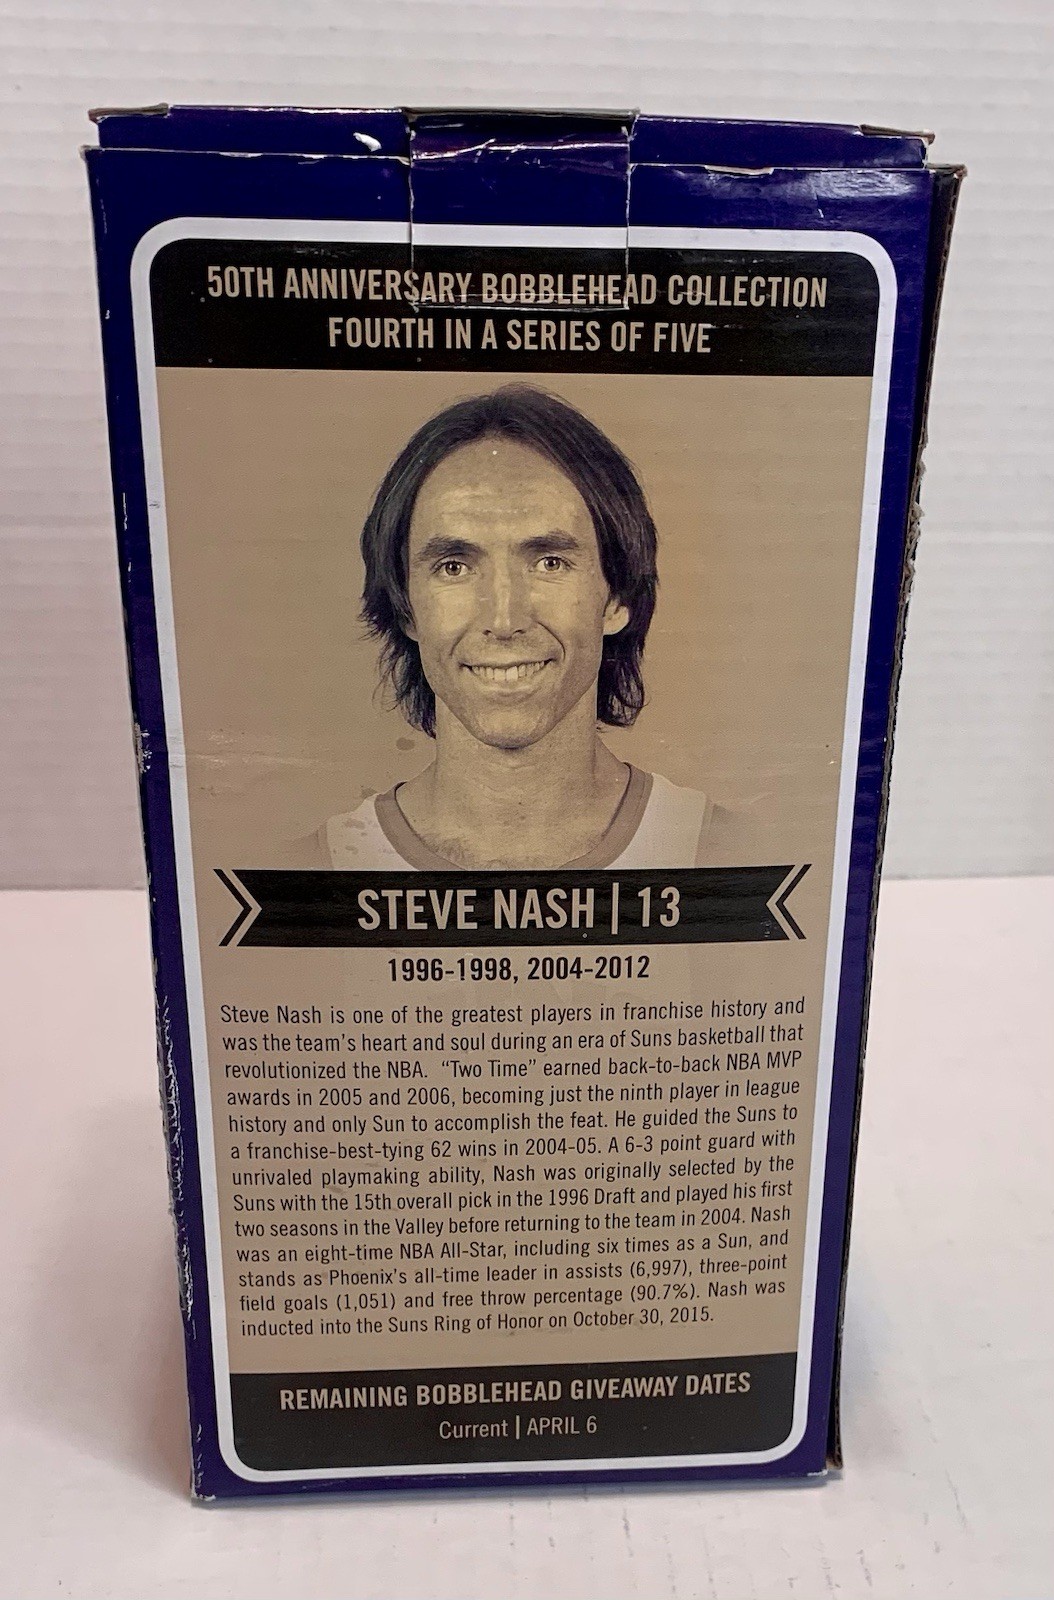 50TH ANNIVERSARY BOBBLEHEAD COLLECTION
FOURTH IN A SERIES OF FIVE
STEVE NASH | 13
1996-1998, 2004-2012
Steve Nash is one of the greatest players in franchise history and
was the team's heart and soul during an era of Suns basketball that
revolutionized the NBA. “Two Time” earned back-to-back NBA MVP
awards in 2005 and 2006, becoming just the ninth player in league
history and only Sun to accomplish the feat. He guided the Suns to
a franchise-best-tying 62 wins in 2004-05. A 6-3 point guard with
unrivaled playmaking ability, Nash was originally selected by the
Suns with the 15th overall pick in the 1996 Draft and played his first
two seasons in the Valley before returning to the team in 2004. Nash
was an eight-time NBA All-Star, including six times as a Sun, and
stands as Phoenix's all-time leader in assists (6,997), three-point
field goals (1,051) and free throw percentage (90.7%). Nash was
inducted into the Suns Ring of Honor on October 30, 2015.
REMAINING BOBBLEHEAD GIVEAWAY DATES
Current | APRIL 6